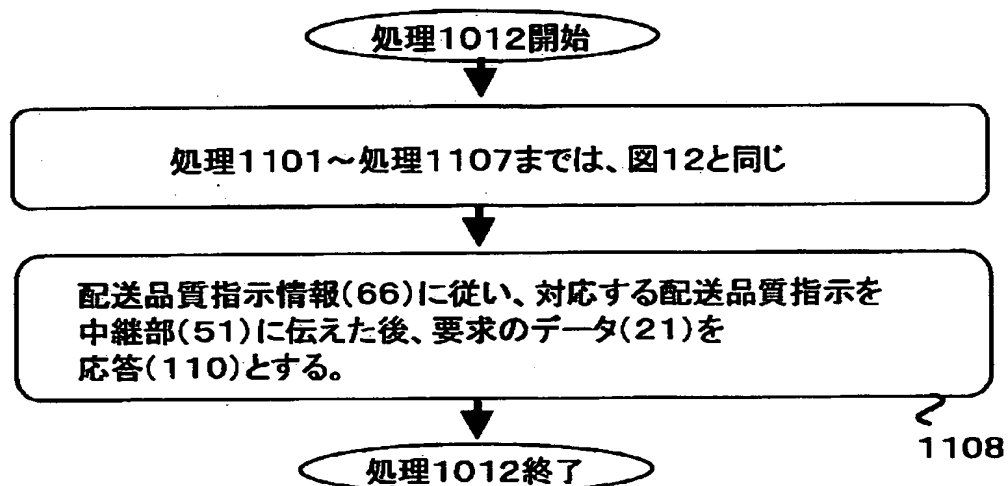 処理1012開始
処理1101～処理1107までは、図12と同じ
配送品質指示情報(66)に従い、対応する配送品質指示を
中継部(51)に伝えた後、要求のデータ(21)を
応答(110)とする。
1108
処理1012終了